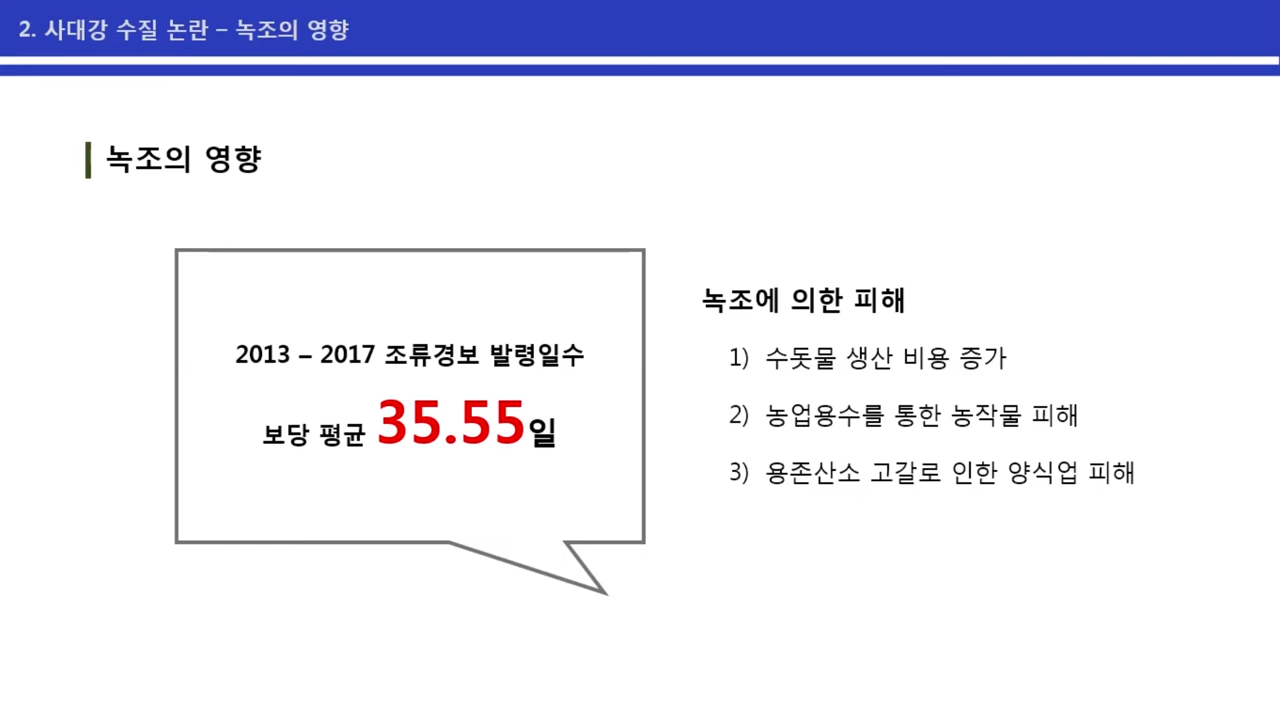 2. 사대강 수질 논란 – 녹조의 영향
녹조의 영향
2013 – 2017 조류경보 발령일수
보당 평균 35.55일
녹조에 의한 피해
1) 수돗물 생산 비용 증가
2) 농업용수를 통한 농작물 피해
3) 용존산소 고갈로 인한 양식업 피해